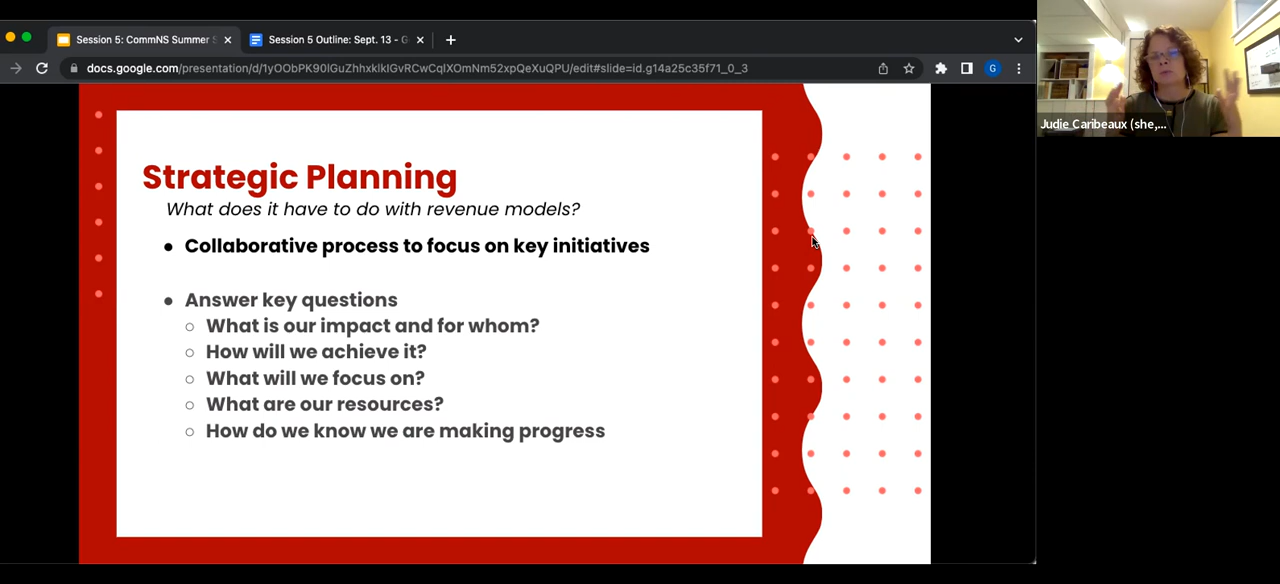 Session 5: CommNS Summer S
Session 5 Outline: Sept. 13 - G
docs.google.com/presentation/d/1yOObPK90IGuZhhxklkIGvRCwCqIXOnNm52xpQeXuQPU/edit#slide=id.g14a25c35f71_0_3
G
Judie Caribeaux (she,...
Strategic Planning
What does it have to do with revenue models?
● Collaborative process to focus on key initiatives
● Answer key questions
○ What is our impact and for whom?
○ How will we achieve it?
○ What will we focus on?
○ What are our resources?
○ How do we know we are making progress